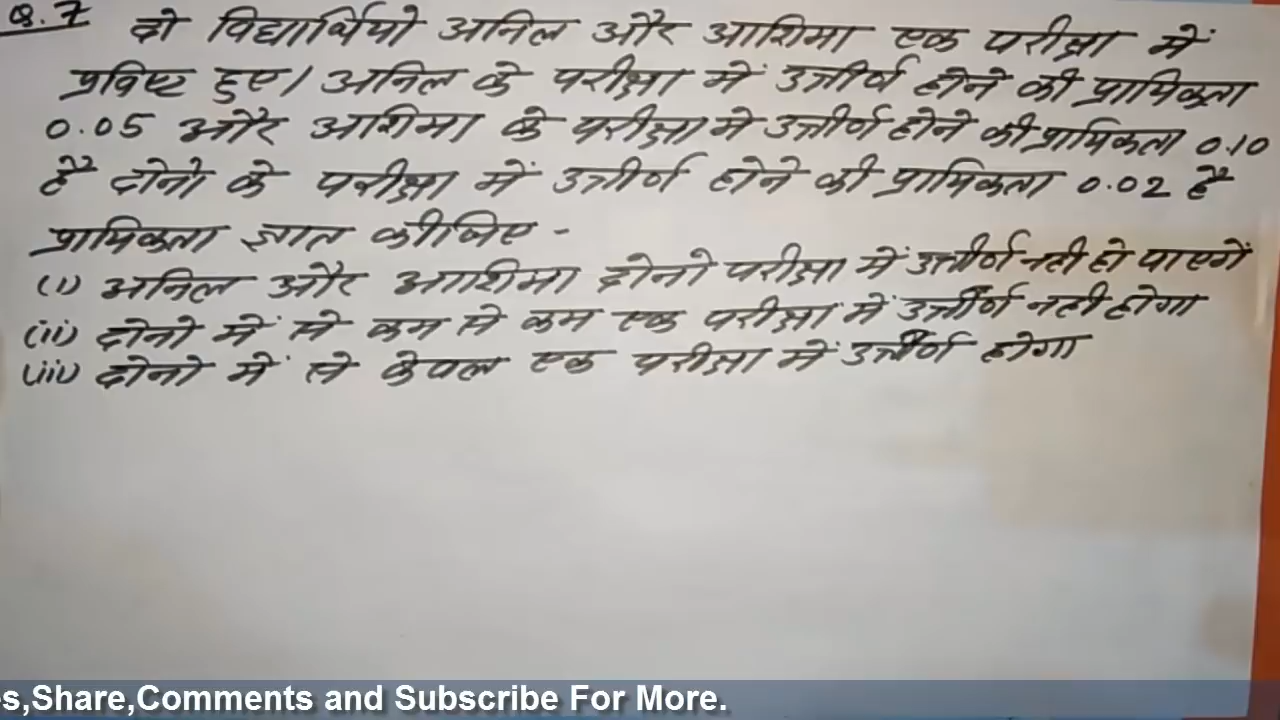 Q.7 दो विद्यार्थियो अनिल और आशिमा एक परीक्षा में
प्रविष्ट हुए। अनिल के परीक्षा में उत्तीर्ण होने की प्रायिकता
0.05 और आशिमा के परीक्षा मे उत्तीर्ण होने की प्रायिकता 0.10
है दोनो के परीक्षा में उत्तीर्ण होने की प्रायिकता 0.02 है
प्रायिकता ज्ञात कीजिए -
(i) अनिल और आशिमा दोनो परीक्षा में उत्तीर्ण नही हो पाएगें
(ii) दोनो में से कम से कम एक परीक्षा में उत्तीर्ण नही होगा
(iii) दोनो में से केवल एक परीक्षा में उत्तीर्ण होगा
s,Share,Comments and Subscribe For More.